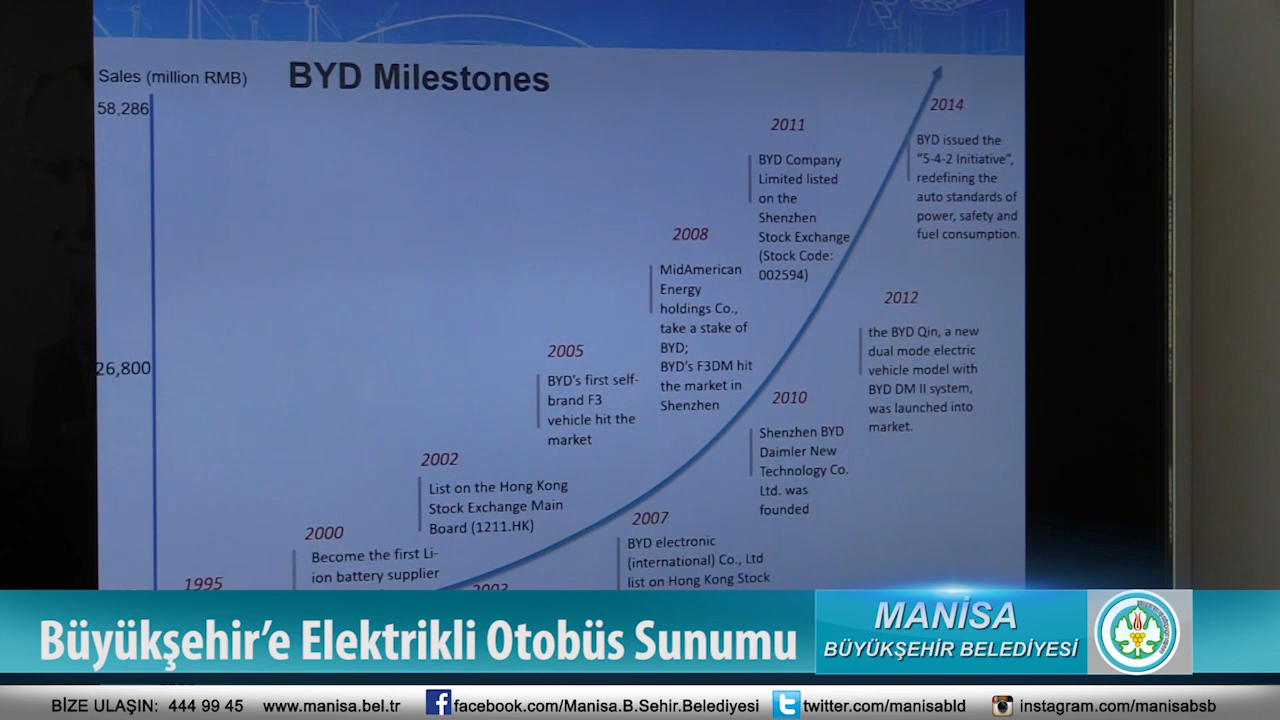 Sales (million RMB)
BYD Milestones
58,286
26,800
2014
BYD issued the
“5-4-2 Initiative”,
redefining the
auto standards of
power, safety and
fuel consumption.
2011
BYD Company
Limited listed
on the
Shenzhen
Stock Exchange
(Stock Code:
002594)
2008
MidAmerican
Energy
holdings Co.,
take a stake of
BYD;
BYD’s F3DM hit
the market in
Shenzhen
2012
the BYD Qin, a new
dual mode electric
vehicle model with
BYD DM II system,
was launched into
market.
2005
BYD’s first self-
brand F3
vehicle hit the
market
2010
Shenzhen BYD
Daimler New
Technology Co.
Ltd. was
founded
2002
List on the Hong Kong
Stock Exchange Main
Board (1211.HK)
2007
BYD electronic
(international) Co., Ltd
list on Hong Kong Stock
2000
Become the first Li-
ion battery supplier
1995
2003
Büyükşehir’e Elektrikli Otobüs Sunumu
MANİSA
BÜYÜKŞEHİR BELEDİYESİ
BİZE ULAŞIN: 444 99 45 www.manisa.bel.tr facebook.com/Manisa.B.Sehir.Belediyesi twitter.com/manisabld instagram.com/manisabsb